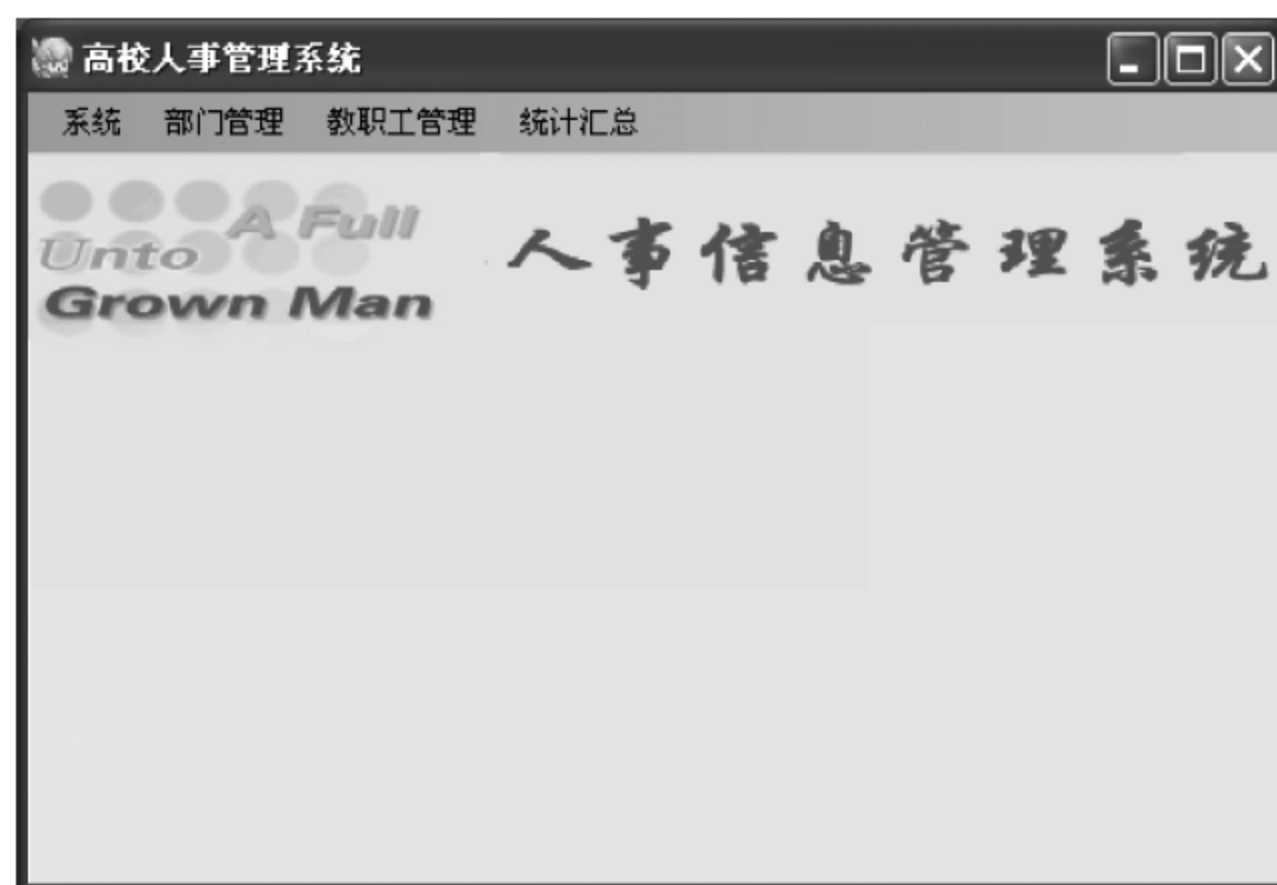 高校人事管理系统
系统 部门管理 教职工管理 统计汇总
A Full
Unto
Grown Man
人事信息管理系统